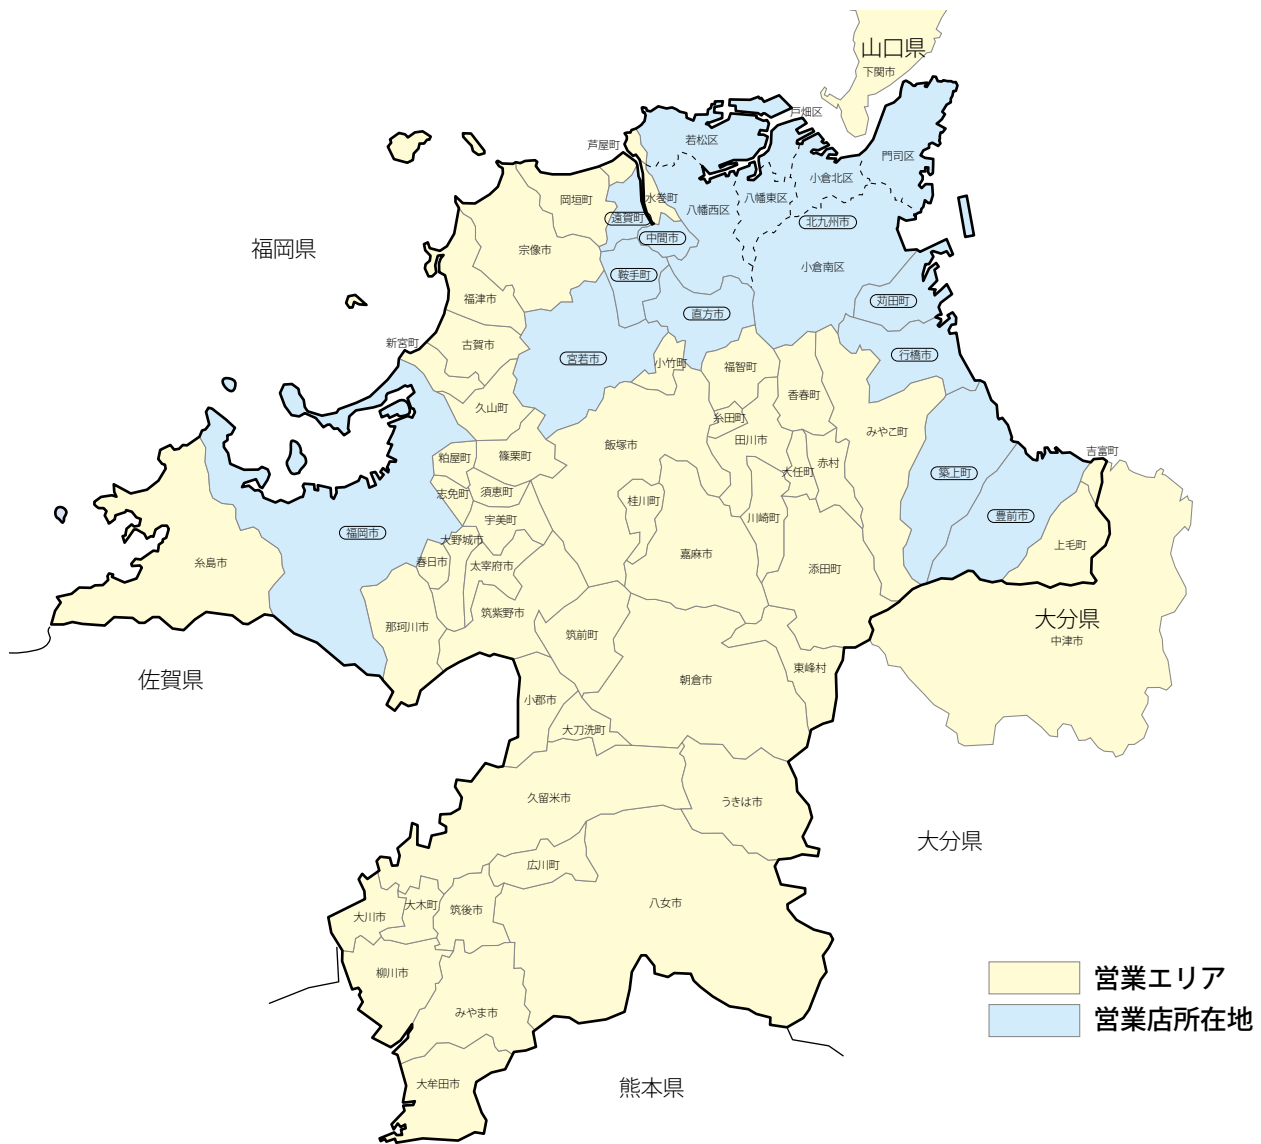 山口県
下関市
戸畑区
芦屋町
若松区
門司区
小倉北区
岡垣町
水巻町
八幡東区
八幡西区
遠賀町
北九州市
中間市
福岡県
宗像市
小倉南区
鞍手町
福津市
苅田町
直方市
新宮町
古賀市
宮若市
行橋市
小竹町
福智町
香春町
久山町
糸田町
みやこ町
田川市
飯塚市
吉富町
粕屋町
篠栗町
赤村
大任町
築上町
志免町
須恵町
桂川町
宇美町
川崎町
豊前市
福岡市
大野城市
上毛町
嘉麻市
春日市
糸島市
太宰府市
添田町
筑紫野市
大分県
那珂川市
筑前町
中津市
佐賀県
東峰村
朝倉市
小郡市
大刀洗町
久留米市
うきは市
大分県
広川町
八女市
大木町
筑後市
大川市
柳川市
営業エリア
みやま市
営業店所在地
大牟田市
熊本県